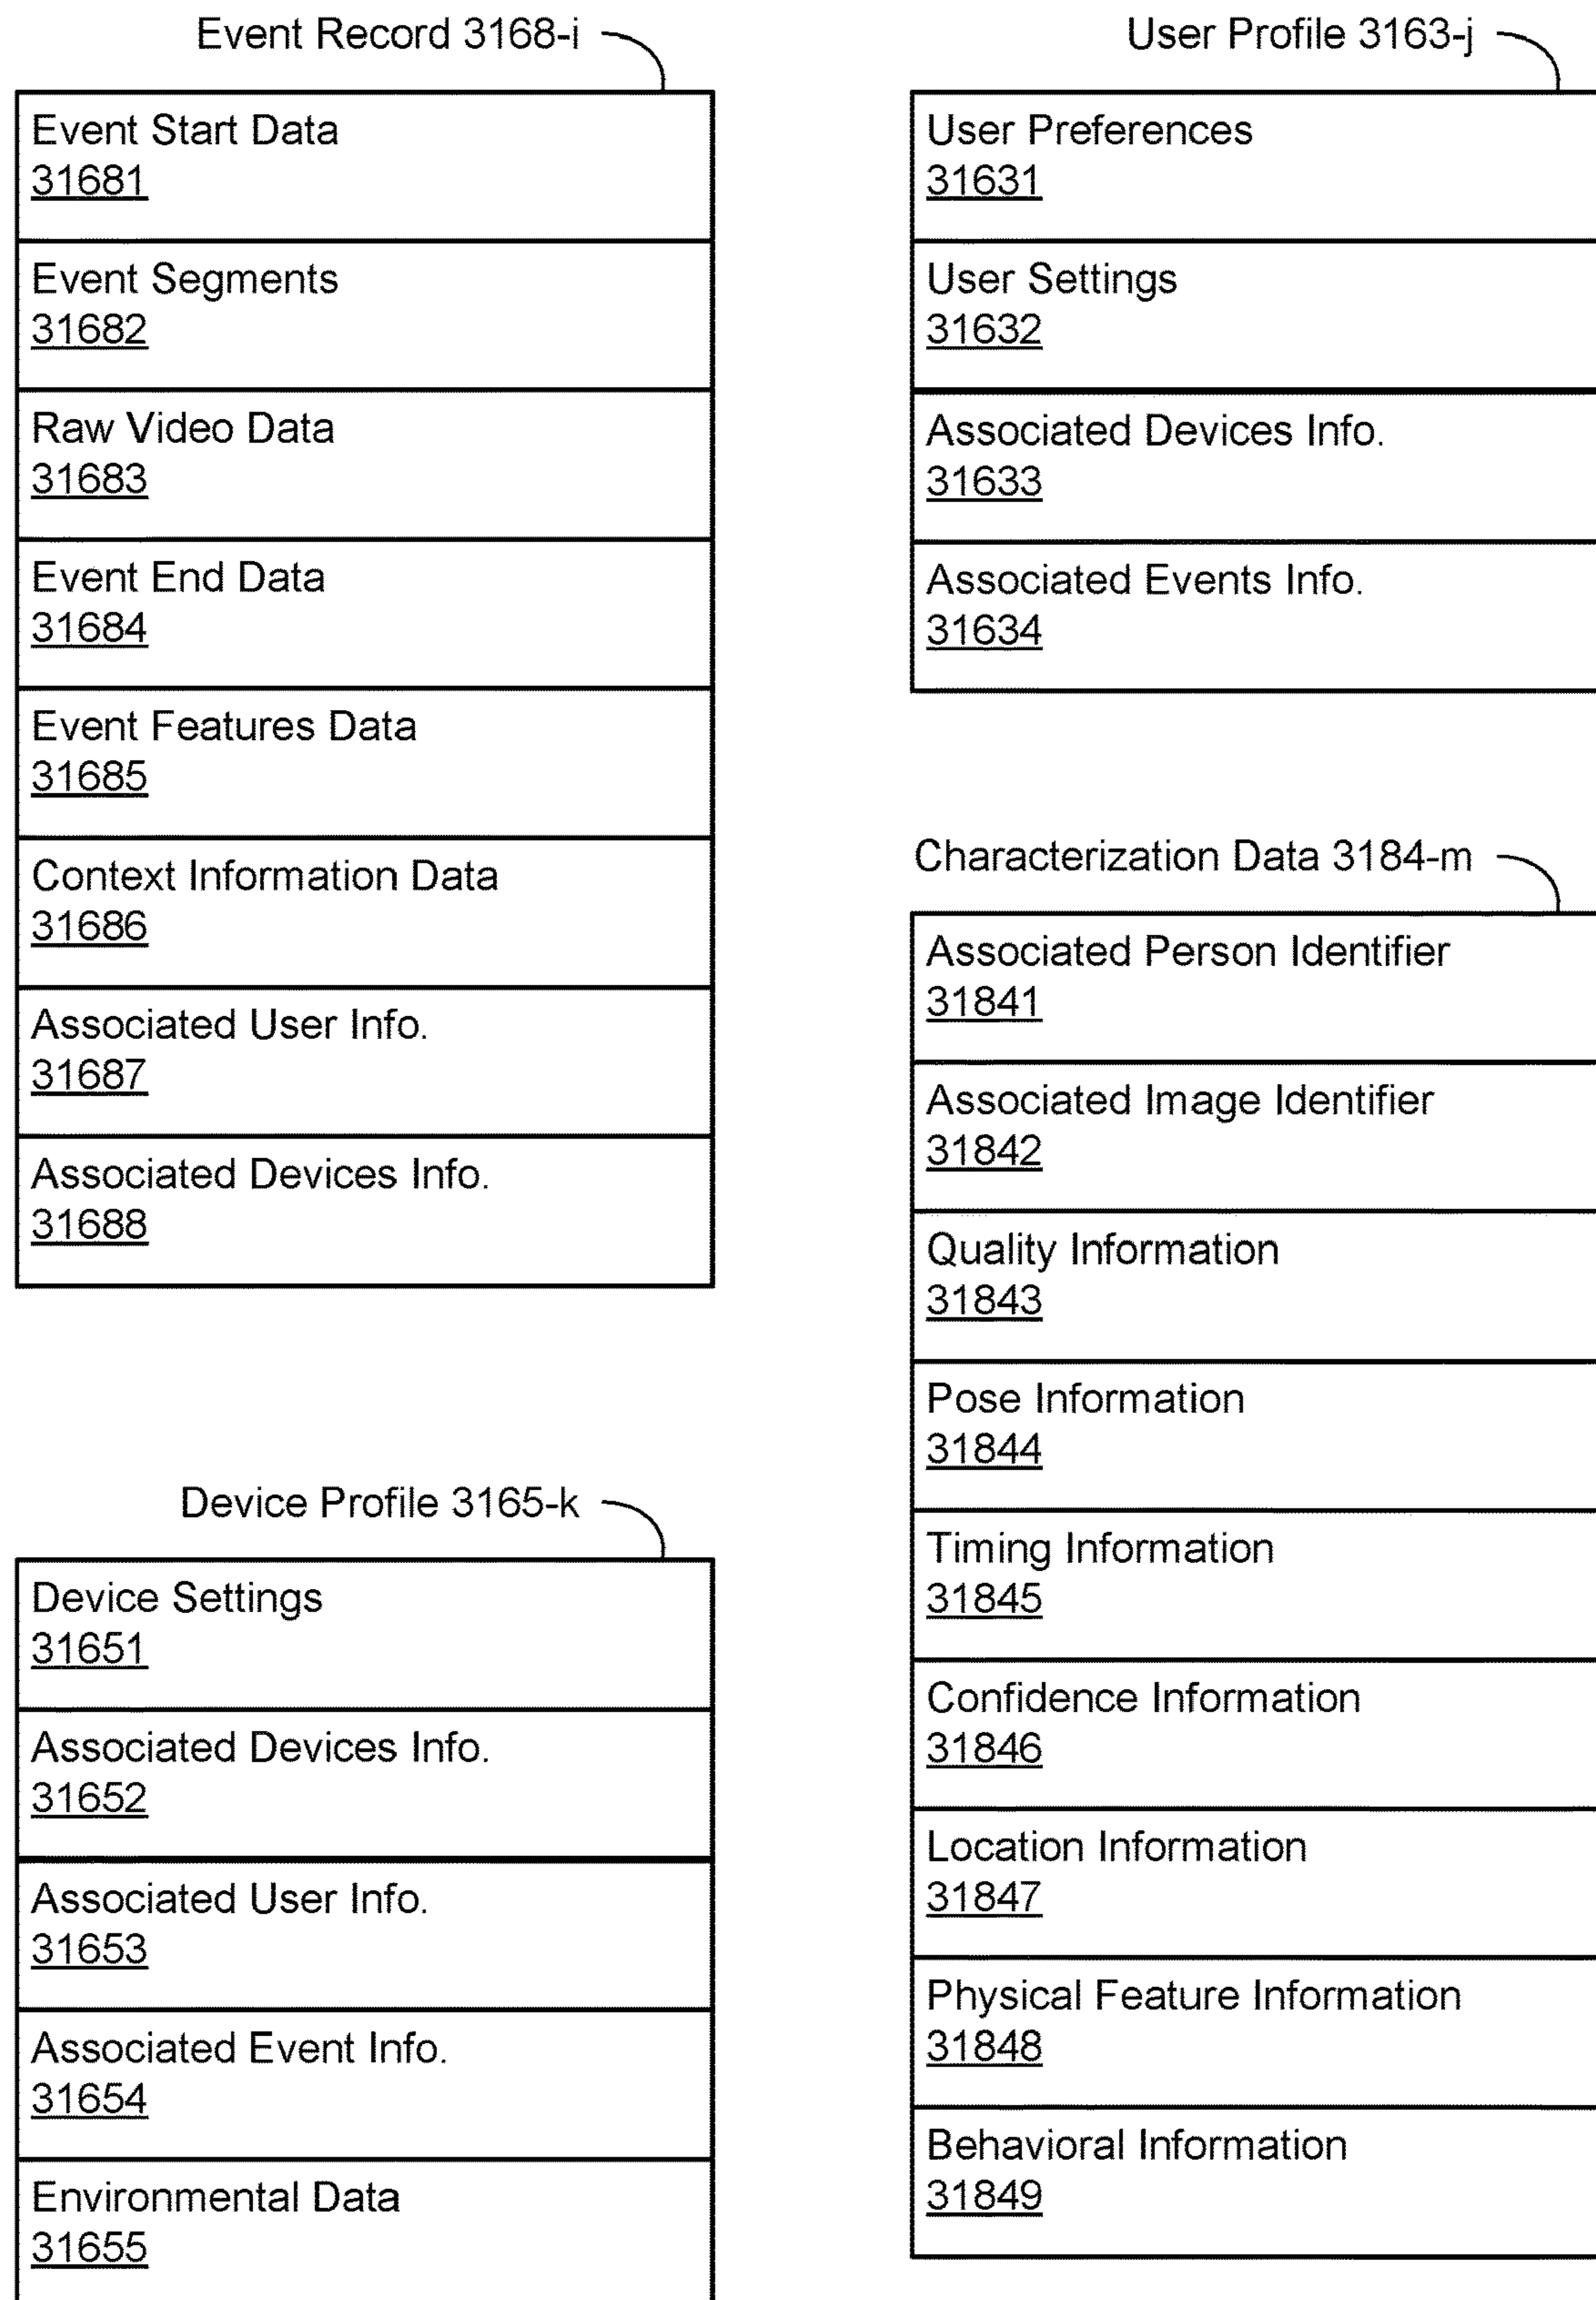 Event Record 3168-i
Event Start Data
31681
Event Segments
31682
Raw Video Data
31683
Event End Data
31684
Event Features Data
31685
Context Information Data
31686
Associated User Info.
31687
Associated Devices Info.
31688
Device Profile 3165-k
Device Settings
31651
Associated Devices Info.
31652
Associated User Info.
31653
Associated Event Info.
31654
Environmental Data
31655
User Profile 3163-j
User Preferences
31631
User Settings
31632
Associated Devices Info.
31633
Associated Events Info.
31634
Characterization Data 3184-m
Associated Person Identifier
31841
Associated Image Identifier
31842
Quality Information
31843
Pose Information
31844
Timing Information
31845
Confidence Information
31846
Location Information
31847
Physical Feature Information
31848
Behavioral Information
31849